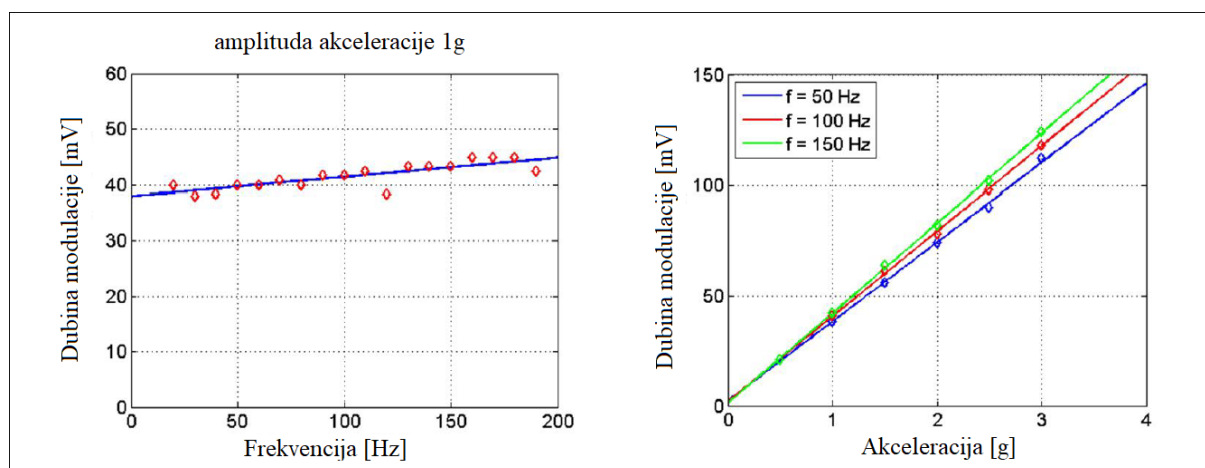 amplituda akceleracije 1g
60
50
40
30
20
10
0
0 50 100 150 200
Dubina modulacije [mV]
Frekvencija [Hz]
150
100
50
0
0 1 2 3 4
f = 50 Hz
f = 100 Hz
f = 150 Hz
Dubina modulacije [mV]
Akceleracija [g]